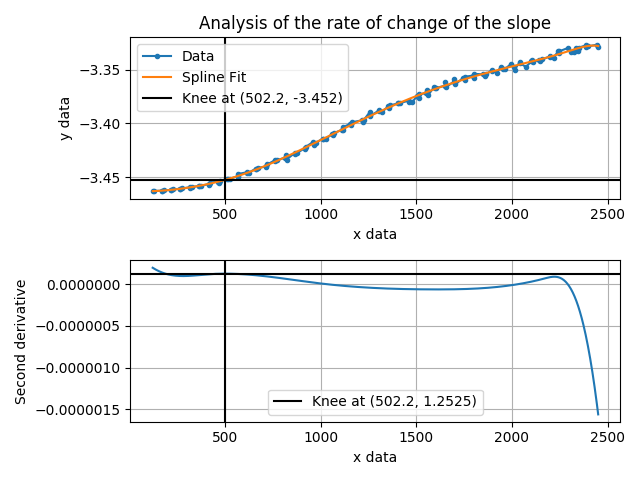 Analysis of the rate of change of the slope
Data
Spline Fit
Knee at (502.2, -3.452)
−3.35
−3.40
−3.45
y data
500
1000
1500
2000
2500
x data
0.0000000
−0.0000005
−0.0000010
−0.0000015
Second derivative
Knee at (502.2, 1.2525)
500
1000
1500
2000
2500
x data